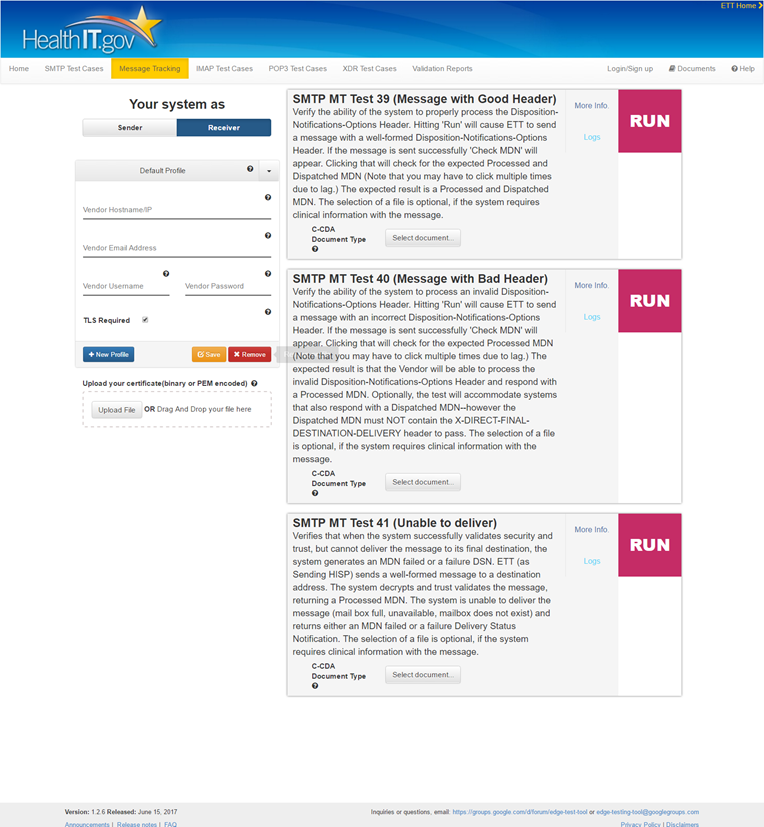 ETT Home
HealthIT.gov
Home SMTP Test Cases Message Tracking IMAP Test Cases POP3 Test Cases XDR Test Cases Validation Reports Login/Sign up Documents Help
Your system as
Sender Receiver
Default Profile
Vendor Hostname/IP
Vendor Email Address
Vendor Username Vendor Password
TLS Required
+ New Profile Save Remove
Upload your certificate(binary or PEM encoded)
Upload File OR Drag And Drop your file here
SMTP MT Test 39 (Message with Good Header)
Verify the ability of the system to properly process the Disposition-
Notifications-Options Header. Hitting 'Run' will cause ETT to send
a message with a well-formed Disposition-Notifications-Options
Header. If the message is sent successfully 'Check MDN' will
appear. Clicking that will check for the expected Processed and
Dispatched MDN (Note that you may have to click multiple times
due to lag.) The expected result is a Processed and Dispatched
MDN. The selection of a file is optional, if the system requires
clinical information with the message.
C-CDA
Document Type
Select document...
More Info.
Logs
RUN
SMTP MT Test 40 (Message with Bad Header)
Verify the ability of the system to process an invalid Disposition-
Notifications-Options Header. Hitting 'Run' will cause ETT to send
a message with an incorrect Disposition-Notifications-Options
Header. If the message is sent successfully 'Check MDN' will
appear. Clicking that will check for the expected Processed MDN
(Note that you may have to click multiple times due to lag.) The
expected result is that the Vendor will be able to process the
invalid Disposition-Notifications-Options Header and respond with
a Processed MDN. Optionally, the test will accommodate systems
that also respond with a Dispatched MDN--however the
Dispatched MDN must NOT contain the X-DIRECT-FINAL-
DESTINATION-DELIVERY header to pass. The selection of a file
is optional, if the system requires clinical information with the
message.
C-CDA
Document Type
Select document...
More Info.
Logs
RUN
SMTP MT Test 41 (Unable to deliver)
Verifies that when the system successfully validates security and
trust, but cannot deliver the message to its final destination, the
system generates an MDN failed or a failure DSN. ETT (as
Sending HISP) sends a well-formed message to a destination
address. The system decrypts and trust validates the message,
returning a Processed MDN. The system is unable to deliver the
message (mail box full, unavailable, mailbox does not exist) and
returns either an MDN failed or a failure Delivery Status
Notification. The selection of a file is optional, if the system
requires clinical information with the message.
C-CDA
Document Type
Select document...
More Info.
Logs
RUN
Version: 1.2.6 Released: June 15, 2017
Announcements | Release notes | FAQ
Inquiries or questions, email: https://groups.google.com/d/forum/edge-test-tool or edge-testing-tool@googlegroups.com
Privacy Policy | Disclaimers